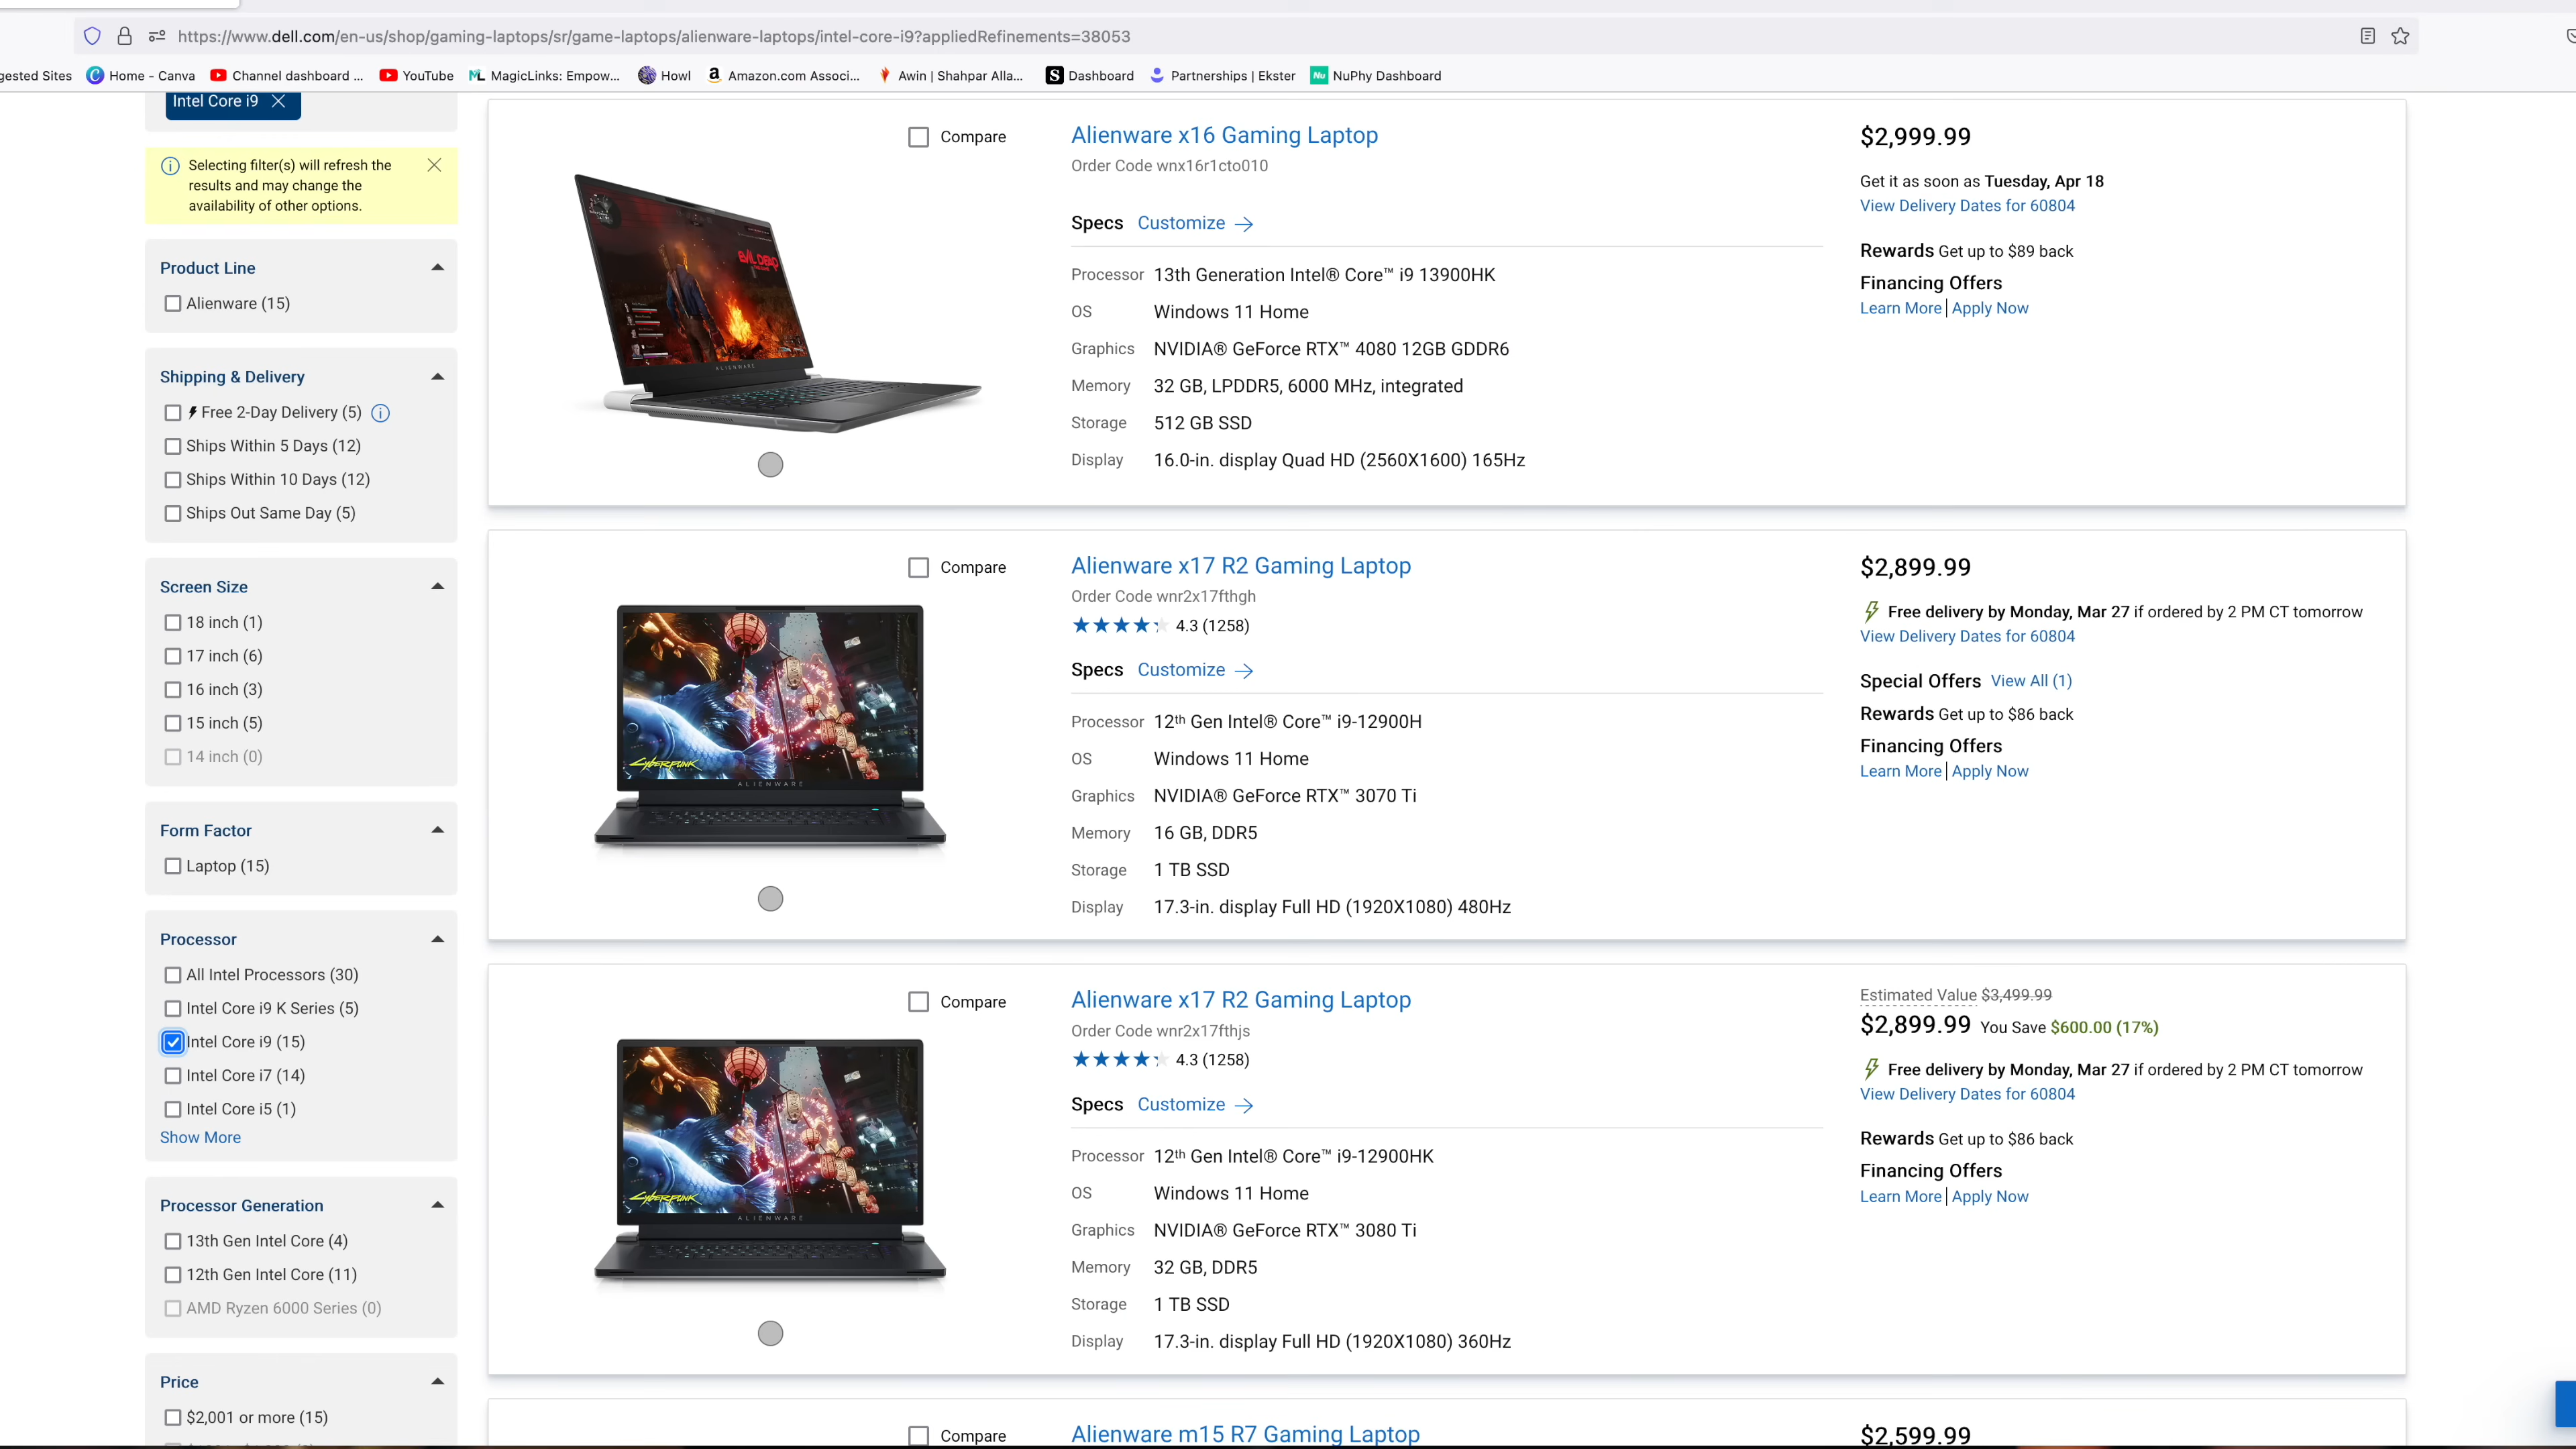 https://www.dell.com/en-us/shop/gaming-laptops/sr/game-laptops/alienware-laptops/intel-core-i9?appliedRefinements=38053
gested Sites Home - Canva Channel dashboard ... YouTube MagicLinks: Empow... Howl Amazon.com Associ... Awin | Shahpar Alla... Dashboard Partnerships | Ekster NuPhy Dashboard
Intel Core i9
Selecting filter(s) will refresh the
results and may change the
availability of other options.
Product Line
Alienware (15)
Shipping & Delivery
Free 2-Day Delivery (5)
Ships Within 5 Days (12)
Ships Within 10 Days (12)
Ships Out Same Day (5)
Screen Size
18 inch (1)
17 inch (6)
16 inch (3)
15 inch (5)
14 inch (0)
Form Factor
Laptop (15)
Processor
All Intel Processors (30)
Intel Core i9 K Series (5)
Intel Core i9 (15)
Intel Core i7 (14)
Intel Core i5 (1)
Show More
Processor Generation
13th Gen Intel Core (4)
12th Gen Intel Core (11)
AMD Ryzen 6000 Series (0)
Price
$2,001 or more (15)
Compare
EVIL DEAD
ALIENWARE
Alienware x16 Gaming Laptop
Order Code wnx16r1cto010
Specs Customize
Processor 13th Generation Intel® Core™ i9 13900HK
OS Windows 11 Home
Graphics NVIDIA® GeForce RTX™ 4080 12GB GDDR6
Memory 32 GB, LPDDR5, 6000 MHz, integrated
Storage 512 GB SSD
Display 16.0-in. display Quad HD (2560X1600) 165Hz
$2,999.99
Get it as soon as Tuesday, Apr 18
View Delivery Dates for 60804
Rewards Get up to $89 back
Financing Offers
Learn More | Apply Now
Compare
CYBERPUNK
ALIENWARE
Alienware x17 R2 Gaming Laptop
Order Code wnr2x17fthgh
4.3 (1258)
Specs Customize
Processor 12th Gen Intel® Core™ i9-12900H
OS Windows 11 Home
Graphics NVIDIA® GeForce RTX™ 3070 Ti
Memory 16 GB, DDR5
Storage 1 TB SSD
Display 17.3-in. display Full HD (1920X1080) 480Hz
$2,899.99
Free delivery by Monday, Mar 27 if ordered by 2 PM CT tomorrow
View Delivery Dates for 60804
Special Offers View All (1)
Rewards Get up to $86 back
Financing Offers
Learn More | Apply Now
Compare
CYBERPUNK
ALIENWARE
Alienware x17 R2 Gaming Laptop
Order Code wnr2x17fthjs
4.3 (1258)
Specs Customize
Processor 12th Gen Intel® Core™ i9-12900HK
OS Windows 11 Home
Graphics NVIDIA® GeForce RTX™ 3080 Ti
Memory 32 GB, DDR5
Storage 1 TB SSD
Display 17.3-in. display Full HD (1920X1080) 360Hz
Estimated Value $3,499.99
$2,899.99 You Save $600.00 (17%)
Free delivery by Monday, Mar 27 if ordered by 2 PM CT tomorrow
View Delivery Dates for 60804
Rewards Get up to $86 back
Financing Offers
Learn More | Apply Now
Compare
Alienware m15 R7 Gaming Laptop
$2,599.99